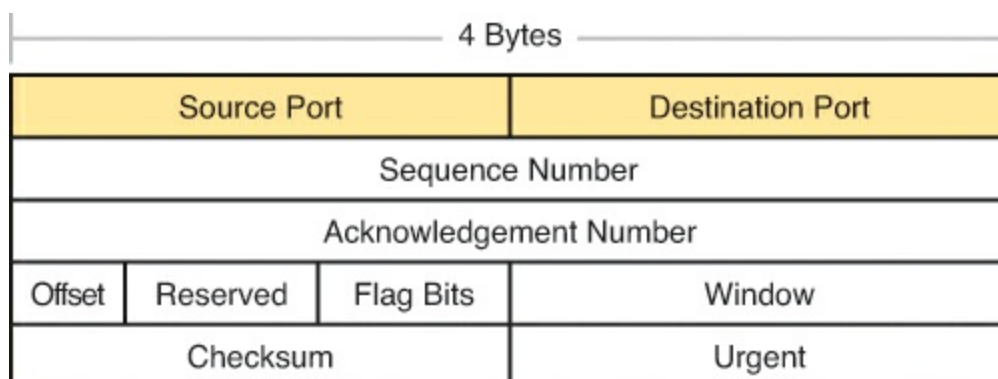 4 Bytes
Source Port Destination Port
Sequence Number
Acknowledgement Number
Offset Reserved Flag Bits Window
Checksum Urgent